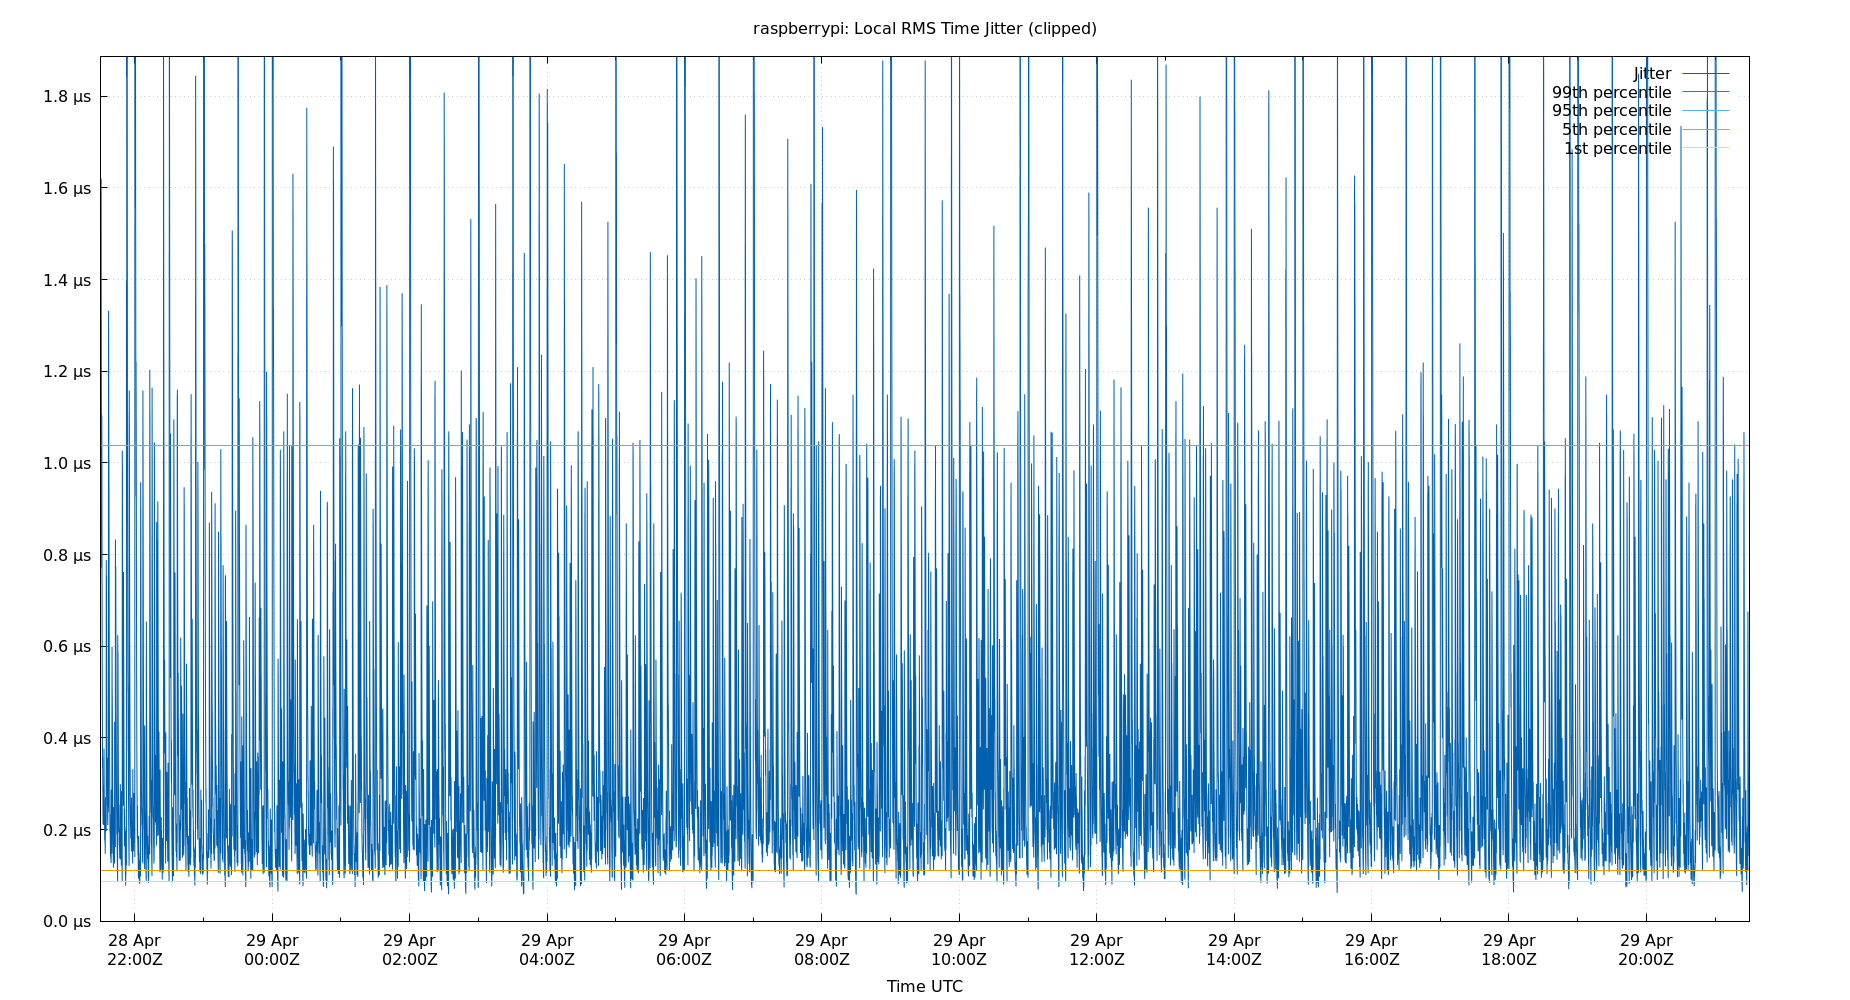 raspberrypi: Local RMS Time Jitter (clipped)
Jitter
99th percentile
95th percentile
5th percentile
1st percentile
1.8 µs
1.6 µs
1.4 µs
1.2 µs
1.0 µs
0.8 µs
0.6 µs
0.4 µs
0.2 µs
0.0 µs
28 Apr 29 Apr 29 Apr 29 Apr 29 Apr 29 Apr 29 Apr 29 Apr 29 Apr 29 Apr 29 Apr 29 Apr
22:00Z 00:00Z 02:00Z 04:00Z 06:00Z 08:00Z 10:00Z 12:00Z 14:00Z 16:00Z 18:00Z 20:00Z
Time UTC